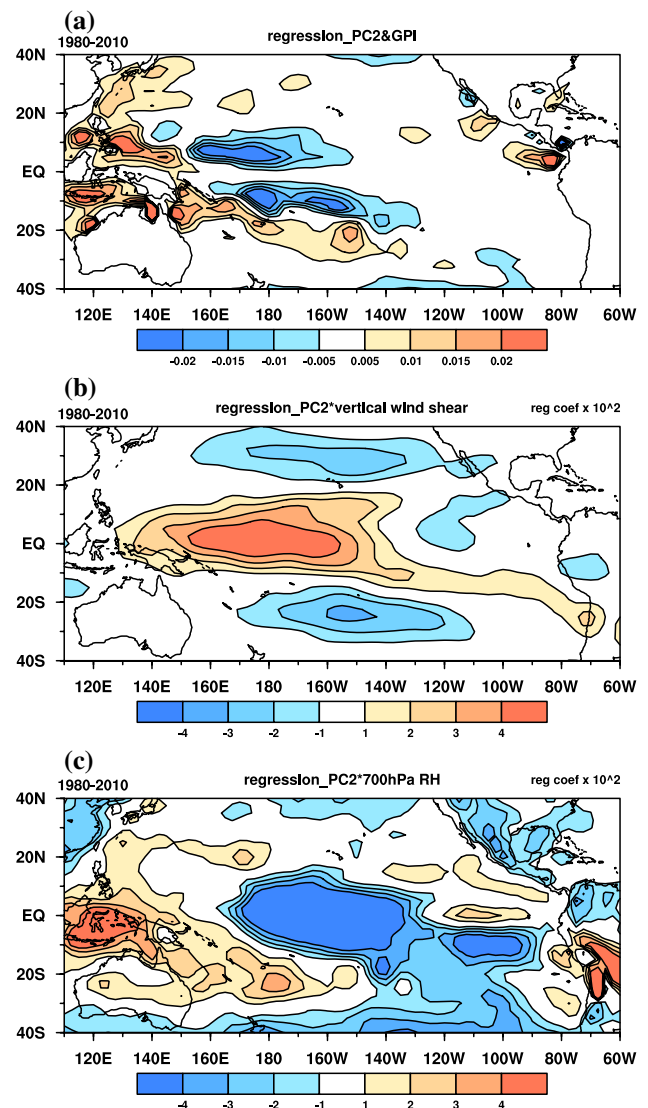 (a)
regression_PC2&GPI
1980-2010
40N
20N
EQ
20S
40S
120E 140E 160E 180 160W 140W 120W 100W 80W 60W
-0.02 -0.015 -0.01 -0.005 0.005 0.01 0.015 0.02
(b)
1980-2010 regression_PC2*vertical wind shear reg coef x 10^2
40N
20N
EQ
20S
40S
120E 140E 160E 180 160W 140W 120W 100W 80W 60W
-4 -3 -2 -1 1 2 3 4
(c)
1980-2010 regression_PC2*700hPa RH reg coef x 10^2
40N
20N
EQ
20S
40S
120E 140E 160E 180 160W 140W 120W 100W 80W 60W
-4 -3 -2 -1 1 2 3 4